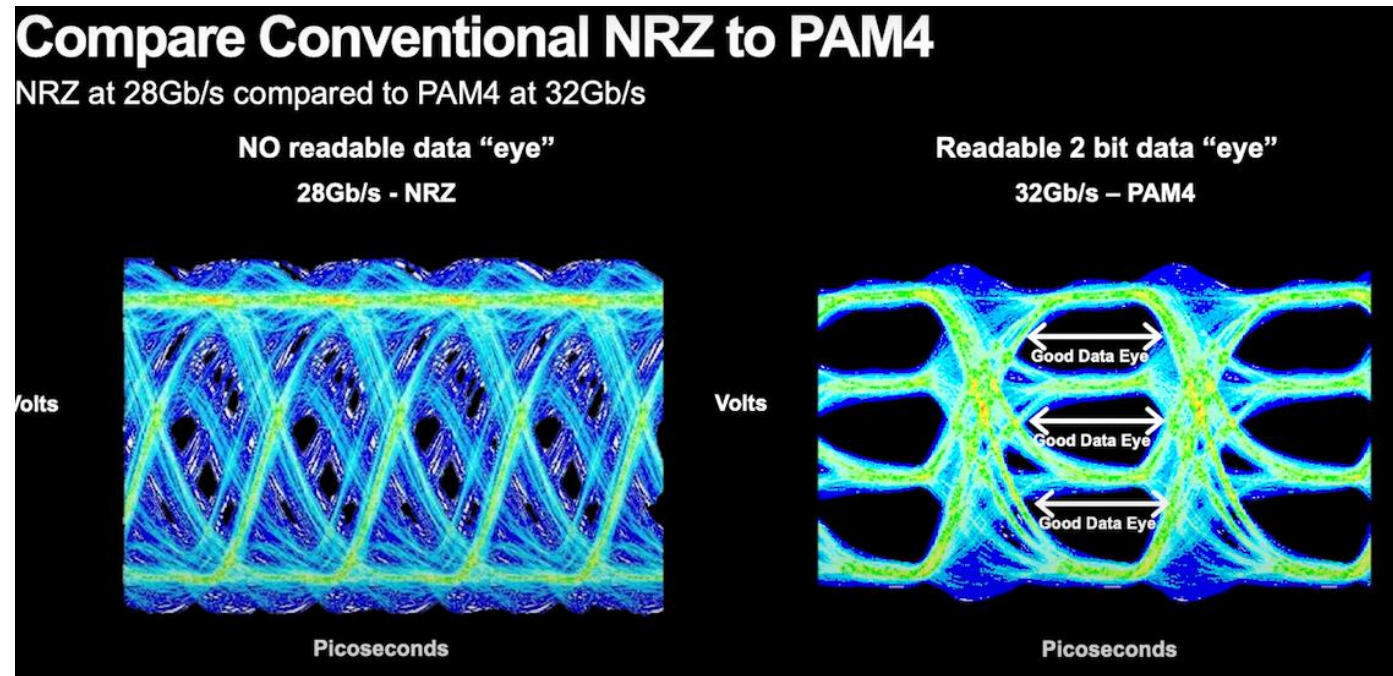 Compare Conventional NRZ to PAM4
NRZ at 28Gb/s compared to PAM4 at 32Gb/s
NO readable data “eye”
28Gb/s - NRZ
Volts
Picoseconds
Readable 2 bit data “eye”
32Gb/s – PAM4
Volts
Good Data Eye
Good Data Eye
Good Data Eye
Picoseconds